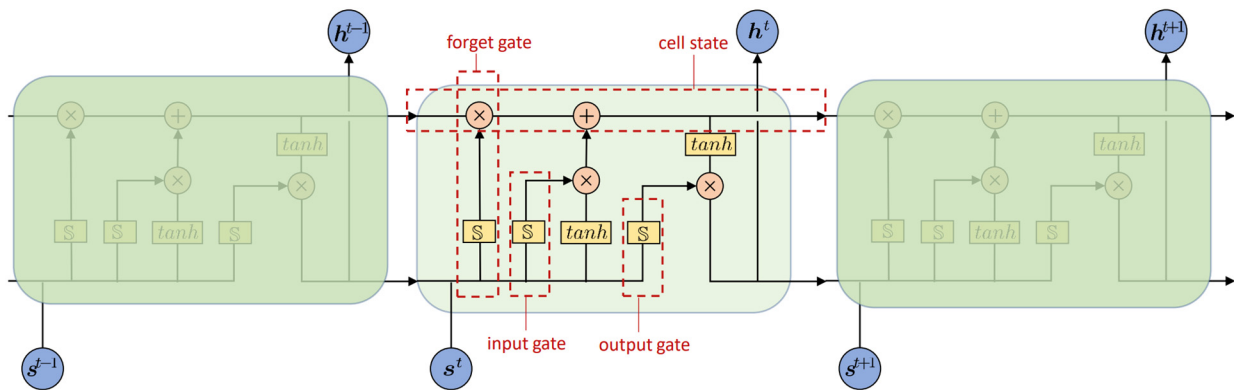 h^{t-1}
h^t
h^{t+1}
forget gate
cell state
× +
× +
× +
tanh
tanh
tanh
× ×
× ×
× ×
𝕊 𝕊 tanh 𝕊
𝕊 𝕊 tanh 𝕊
𝕊 𝕊 tanh 𝕊
input gate
output gate
s^{t-1}
s^t
s^{t+1}